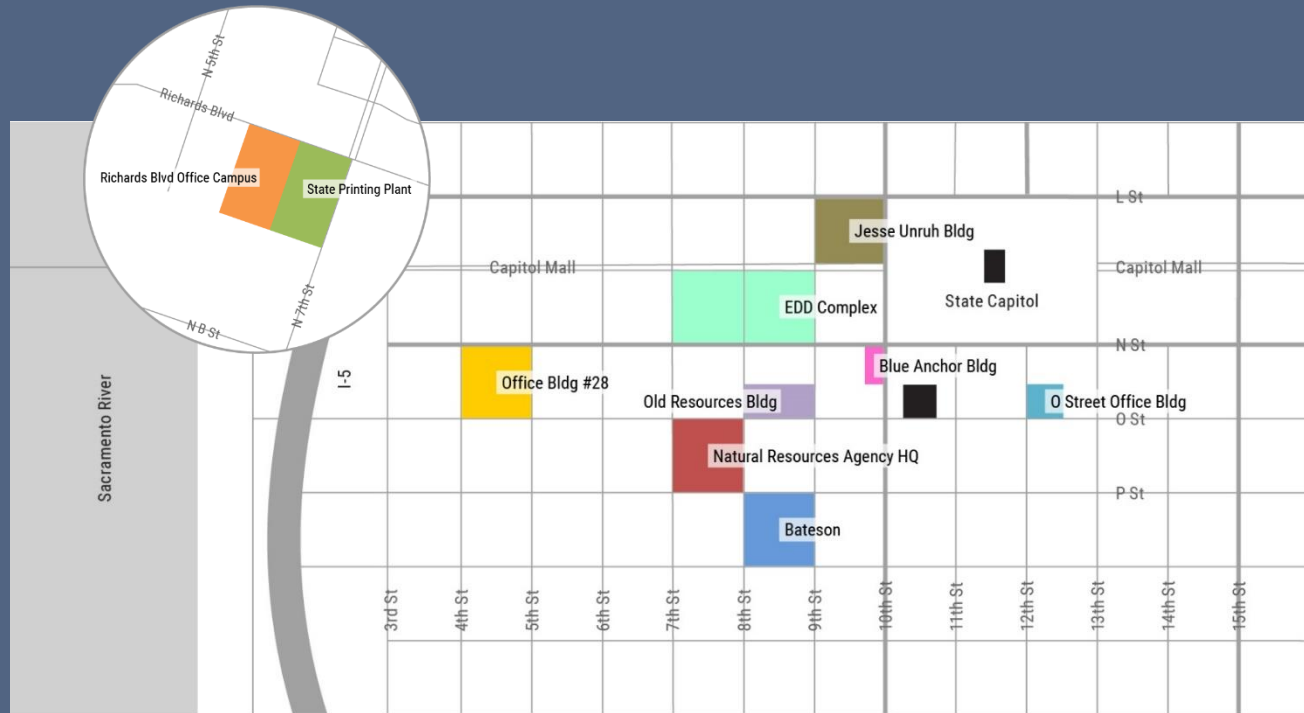 N 5th St
Richards Blvd
Richards Blvd Office Campus
State Printing Plant
N 7th St
N B St
L St
Jesse Unruh Bldg
Capitol Mall
Capitol Mall
State Capitol
EDD Complex
N St
I-5
Blue Anchor Bldg
Office Bldg #28
Old Resources Bldg
O Street Office Bldg
O St
Sacramento River
Natural Resources Agency HQ
P St
Bateson
3rd St
4th St
5th St
6th St
7th St
8th St
9th St
10th St
11th St
12th St
13th St
14th St
15th St